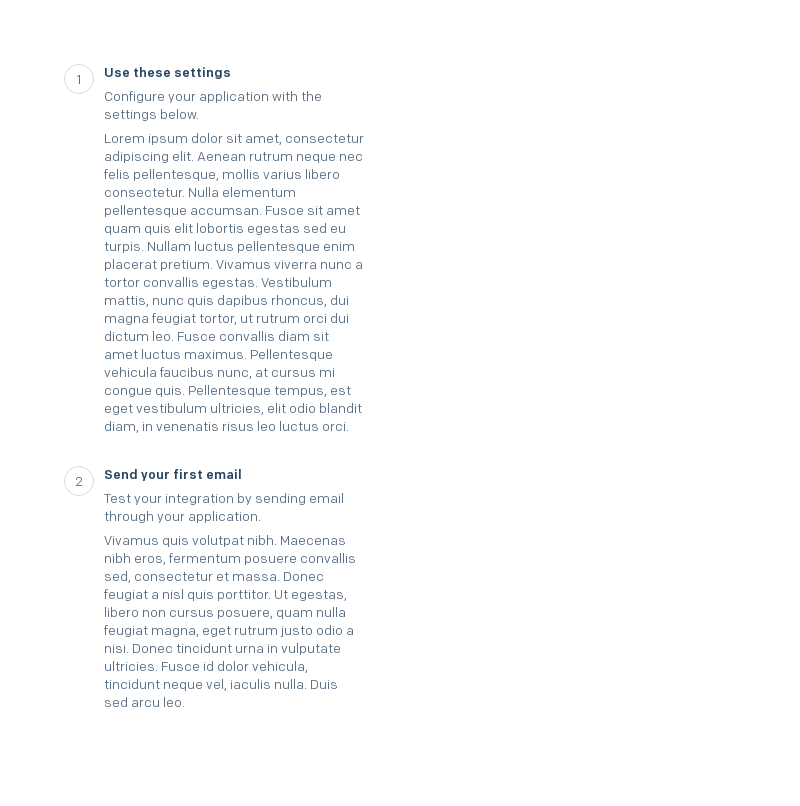 1
Use these settings
Configure your application with the
settings below.
Lorem ipsum dolor sit amet, consectetur
adipiscing elit. Aenean rutrum neque nec
felis pellentesque, mollis varius libero
consectetur. Nulla elementum
pellentesque accumsan. Fusce sit amet
quam quis elit lobortis egestas sed eu
turpis. Nullam luctus pellentesque enim
placerat pretium. Vivamus viverra nunc a
tortor convallis egestas. Vestibulum
mattis, nunc quis dapibus rhoncus, dui
magna feugiat tortor, ut rutrum orci dui
dictum leo. Fusce convallis diam sit
amet luctus maximus. Pellentesque
vehicula faucibus nunc, at cursus mi
congue quis. Pellentesque tempus, est
eget vestibulum ultricies, elit odio blandit
diam, in venenatis risus leo luctus orci.
2
Send your first email
Test your integration by sending email
through your application.
Vivamus quis volutpat nibh. Maecenas
nibh eros, fermentum posuere convallis
sed, consectetur et massa. Donec
feugiat a nisl quis porttitor. Ut egestas,
libero non cursus posuere, quam nulla
feugiat magna, eget rutrum justo odio a
nisi. Donec tincidunt urna in vulputate
ultricies. Fusce id dolor vehicula,
tincidunt neque vel, iaculis nulla. Duis
sed arcu leo.